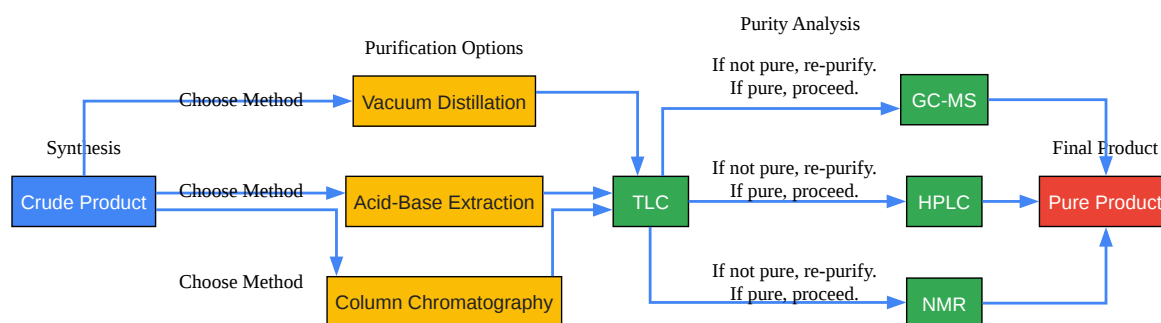 Purity Analysis
Purification Options
If not pure, re-purify.
If pure, proceed.
Choose Method
Vacuum Distillation
GC-MS
Synthesis
Final Product
If not pure, re-purify.
If pure, proceed.
Crude Product
Choose Method
Acid-Base Extraction
TLC
HPLC
Pure Product
If not pure, re-purify.
If pure, proceed.
Choose Method
Column Chromatography
NMR